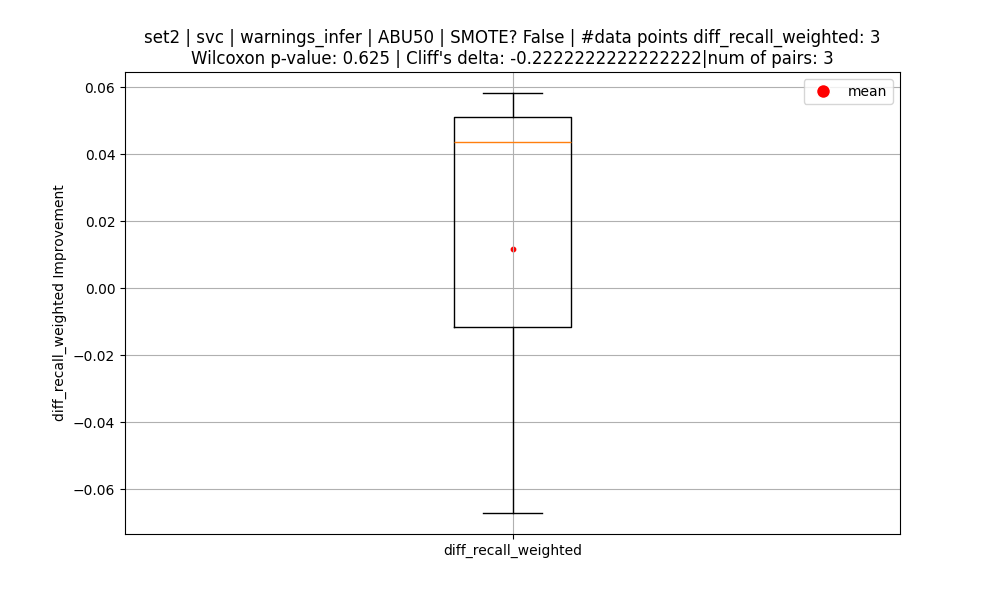 set2 | svc | warnings_infer | ABU50 | SMOTE? False | #data points diff_recall_weighted: 3
Wilcoxon p-value: 0.625 | Cliff's delta: -0.2222222222222222|num of pairs: 3
mean
0.06
0.04
0.02
0.00
−0.02
−0.04
−0.06
diff_recall_weighted Improvement
diff_recall_weighted